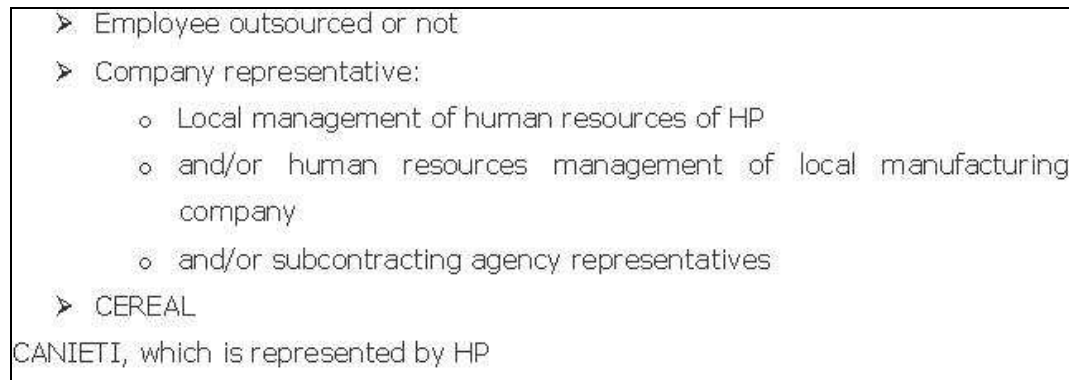 ➢ Employee outsourced or not
➢ Company representative:
o Local management of human resources of HP
o and/or human resources management of local manufacturing
company
o and/or subcontracting agency representatives
➢ CEREAL
CANIETI, which is represented by HP